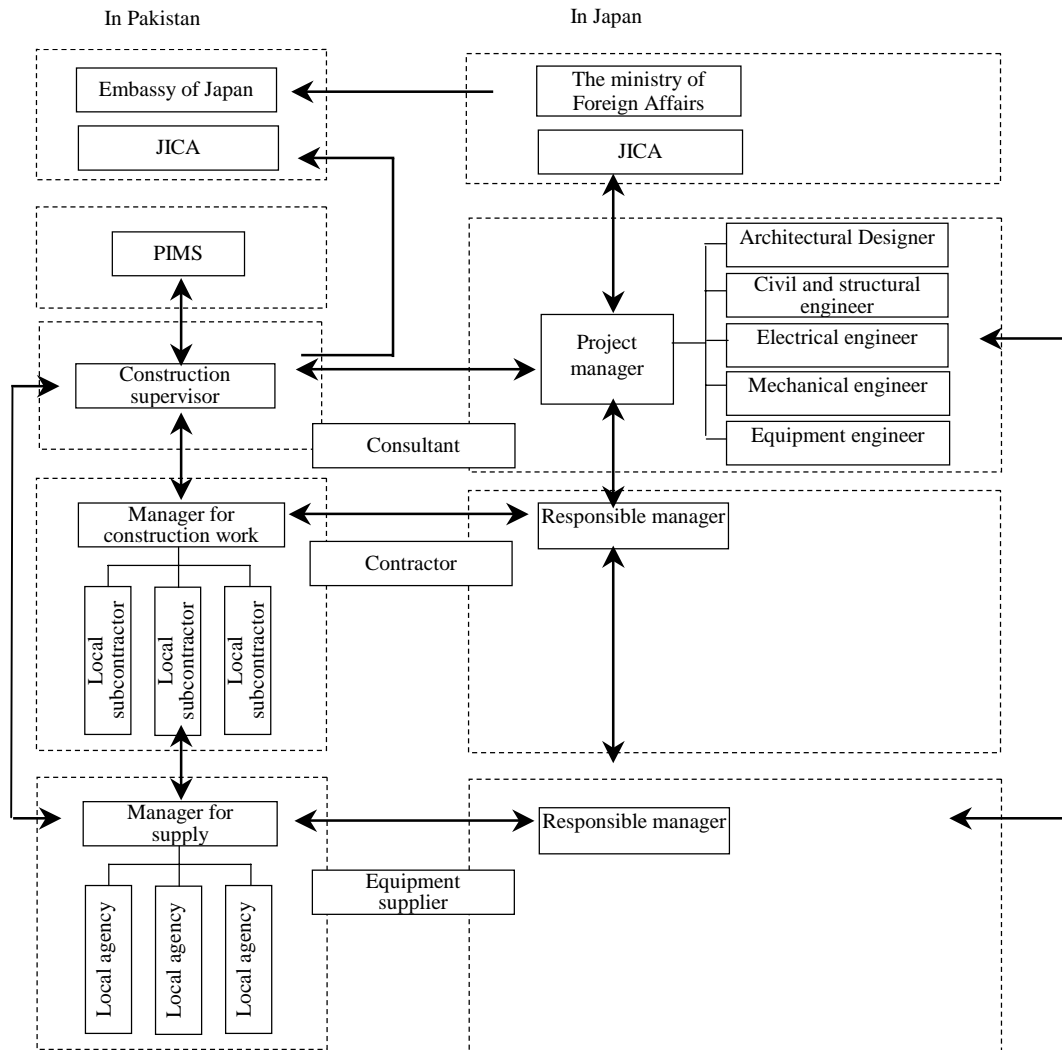 In Pakistan
In Japan
Embassy of Japan
JICA
The ministry of
Foreign Affairs
JICA
PIMS
Architectural Designer
Civil and structural
engineer
Electrical engineer
Mechanical engineer
Equipment engineer
Project
manager
Construction
supervisor
Consultant
Manager for
construction work
Responsible manager
Contractor
Local
subcontractor
Local
subcontractor
Local
subcontractor
Manager for
supply
Responsible manager
Equipment
supplier
Local agency
Local agency
Local agency